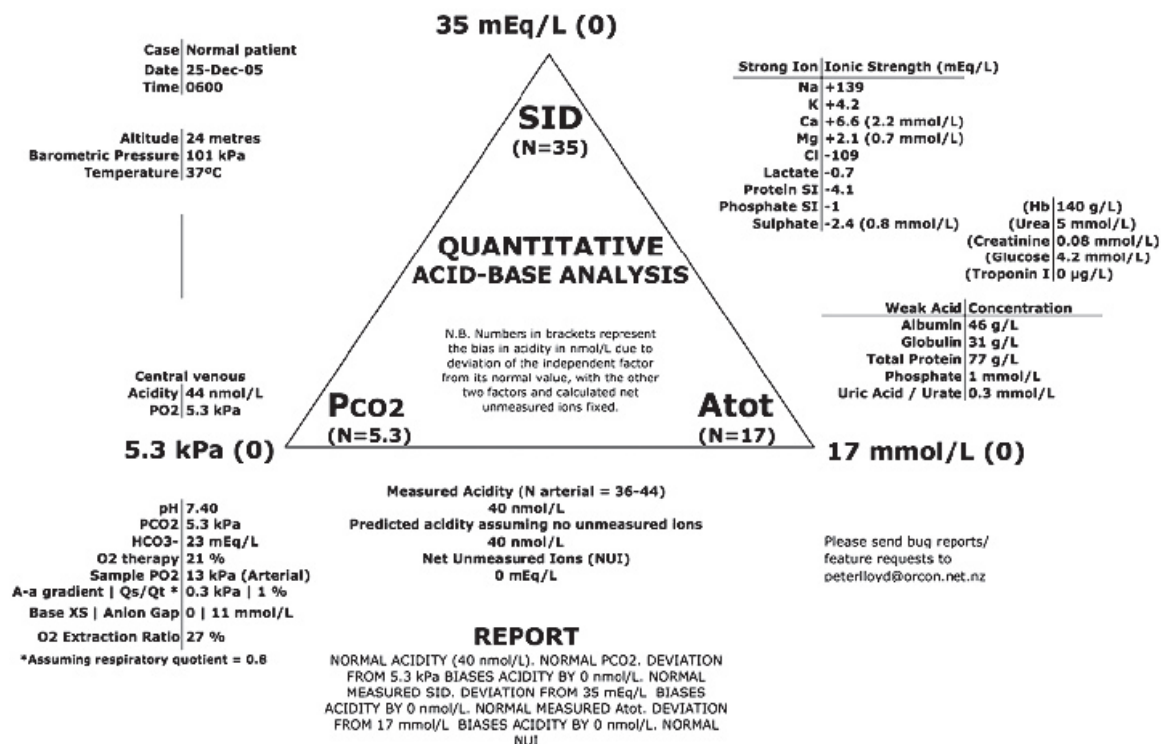 35 mEq/L (0)
Case Normal patient
Date 25-Dec-05
Time 0600
Altitude 24 metres
Barometric Pressure 101 kPa
Temperature 37ºC
Central venous
Acidity 44 nmol/L
PO2 5.3 kPa
5.3 kPa (0)
SID
(N=35)
QUANTITATIVE
ACID-BASE ANALYSIS
N.B. Numbers in brackets represent
the bias in acidity in nmol/L due to
deviation of the independent factor
from its normal value, with the other
two factors and calculated net
unmeasured ions fixed.
PCO2
(N=5.3)
Atot
(N=17)
Strong Ion Ionic Strength (mEq/L)
Na +139
K +4.2
Ca +6.6 (2.2 mmol/L)
Mg +2.1 (0.7 mmol/L)
Cl -109
Lactate -0.7
Protein SI -4.1
Phosphate SI -1
Sulphate -2.4 (0.8 mmol/L)
(Hb 140 g/L)
(Urea 5 mmol/L)
(Creatinine 0.08 mmol/L)
(Glucose 4.2 mmol/L)
(Troponin I 0 µg/L)
Weak Acid Concentration
Albumin 46 g/L
Globulin 31 g/L
Total Protein 77 g/L
Phosphate 1 mmol/L
Uric Acid / Urate 0.3 mmol/L
17 mmol/L (0)
pH 7.40
PCO2 5.3 kPa
HCO3- 23 mEq/L
O2 therapy 21 %
Sample PO2 13 kPa (Arterial)
A-a gradient | Qs/Qt * 0.3 kPa | 1 %
Base XS | Anion Gap 0 | 11 mmol/L
O2 Extraction Ratio 27 %
*Assuming respiratory quotient = 0.8
Measured Acidity (N arterial = 36-44)
40 nmol/L
Predicted acidity assuming no unmeasured ions
40 nmol/L
Net Unmeasured Ions (NUI)
0 mEq/L
Please send bug reports/
feature requests to
peterlloyd@orcon.net.nz
REPORT
NORMAL ACIDITY (40 nmol/L). NORMAL PCO2. DEVIATION
FROM 5.3 kPa BIASES ACIDITY BY 0 nmol/L. NORMAL
MEASURED SID. DEVIATION FROM 35 mEq/L BIASES
ACIDITY BY 0 nmol/L. NORMAL MEASURED Atot. DEVIATION
FROM 17 mmol/L BIASES ACIDITY BY 0 nmol/L. NORMAL
NUI